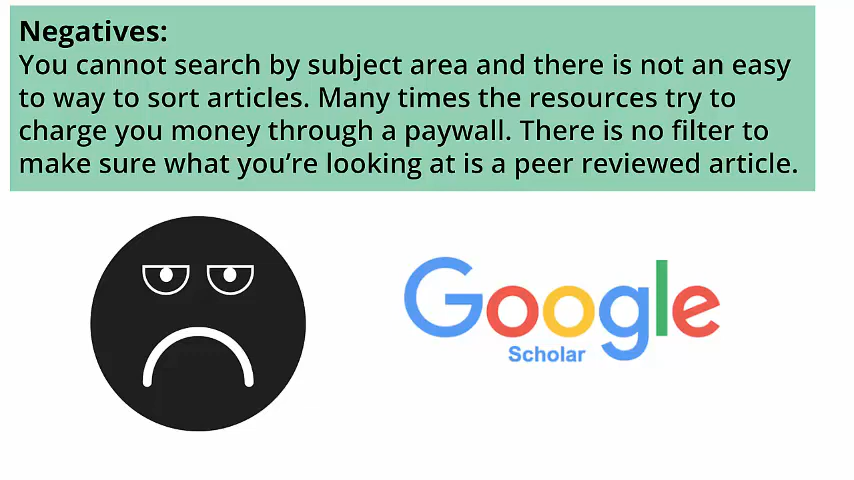 Negatives:
You cannot search by subject area and there is not an easy
to way to sort articles. Many times the resources try to
charge you money through a paywall. There is no filter to
make sure what you’re looking at is a peer reviewed article.
Google
Scholar